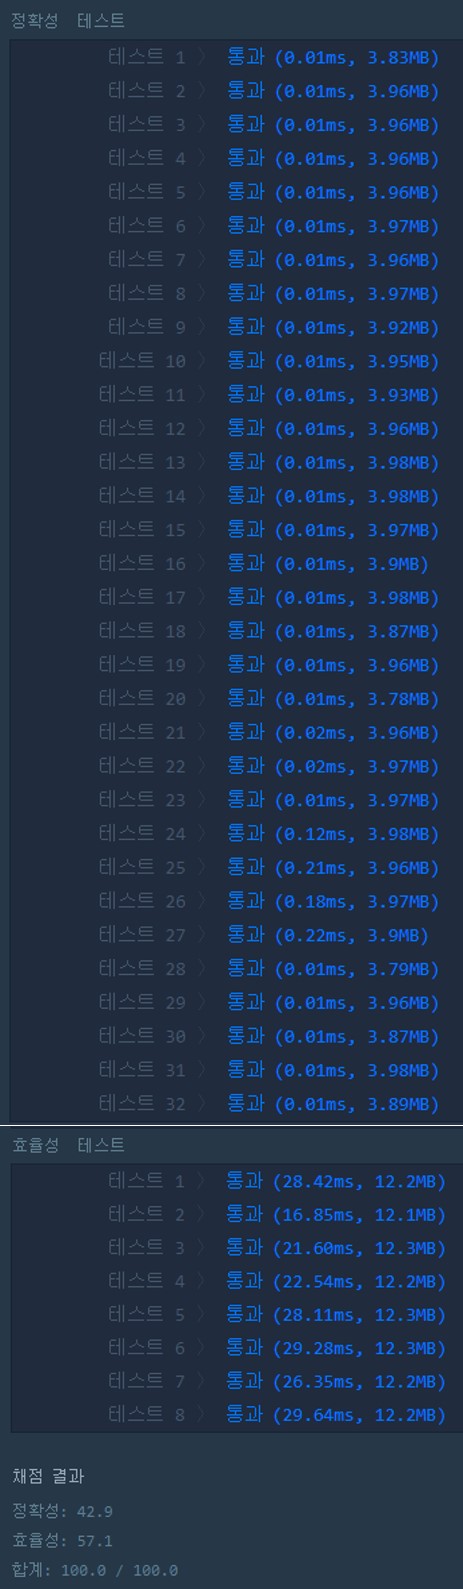 정확성 테스트
테스트 1 〉 통과 (0.01ms, 3.83MB)
테스트 2 〉 통과 (0.01ms, 3.96MB)
테스트 3 〉 통과 (0.01ms, 3.96MB)
테스트 4 〉 통과 (0.01ms, 3.96MB)
테스트 5 〉 통과 (0.01ms, 3.96MB)
테스트 6 〉 통과 (0.01ms, 3.97MB)
테스트 7 〉 통과 (0.01ms, 3.96MB)
테스트 8 〉 통과 (0.01ms, 3.97MB)
테스트 9 〉 통과 (0.01ms, 3.92MB)
테스트 10 〉 통과 (0.01ms, 3.95MB)
테스트 11 〉 통과 (0.01ms, 3.93MB)
테스트 12 〉 통과 (0.01ms, 3.96MB)
테스트 13 〉 통과 (0.01ms, 3.98MB)
테스트 14 〉 통과 (0.01ms, 3.98MB)
테스트 15 〉 통과 (0.01ms, 3.97MB)
테스트 16 〉 통과 (0.01ms, 3.9MB)
테스트 17 〉 통과 (0.01ms, 3.98MB)
테스트 18 〉 통과 (0.01ms, 3.87MB)
테스트 19 〉 통과 (0.01ms, 3.96MB)
테스트 20 〉 통과 (0.01ms, 3.78MB)
테스트 21 〉 통과 (0.02ms, 3.96MB)
테스트 22 〉 통과 (0.02ms, 3.97MB)
테스트 23 〉 통과 (0.01ms, 3.97MB)
테스트 24 〉 통과 (0.12ms, 3.98MB)
테스트 25 〉 통과 (0.21ms, 3.96MB)
테스트 26 〉 통과 (0.18ms, 3.97MB)
테스트 27 〉 통과 (0.22ms, 3.9MB)
테스트 28 〉 통과 (0.01ms, 3.79MB)
테스트 29 〉 통과 (0.01ms, 3.96MB)
테스트 30 〉 통과 (0.01ms, 3.87MB)
테스트 31 〉 통과 (0.01ms, 3.98MB)
테스트 32 〉 통과 (0.01ms, 3.89MB)
효율성 테스트
테스트 1 〉 통과 (28.42ms, 12.2MB)
테스트 2 〉 통과 (16.85ms, 12.1MB)
테스트 3 〉 통과 (21.60ms, 12.3MB)
테스트 4 〉 통과 (22.54ms, 12.2MB)
테스트 5 〉 통과 (28.11ms, 12.3MB)
테스트 6 〉 통과 (29.28ms, 12.3MB)
테스트 7 〉 통과 (26.35ms, 12.2MB)
테스트 8 〉 통과 (29.64ms, 12.2MB)
채점 결과
정확성: 42.9
효율성: 57.1
합계: 100.0 / 100.0